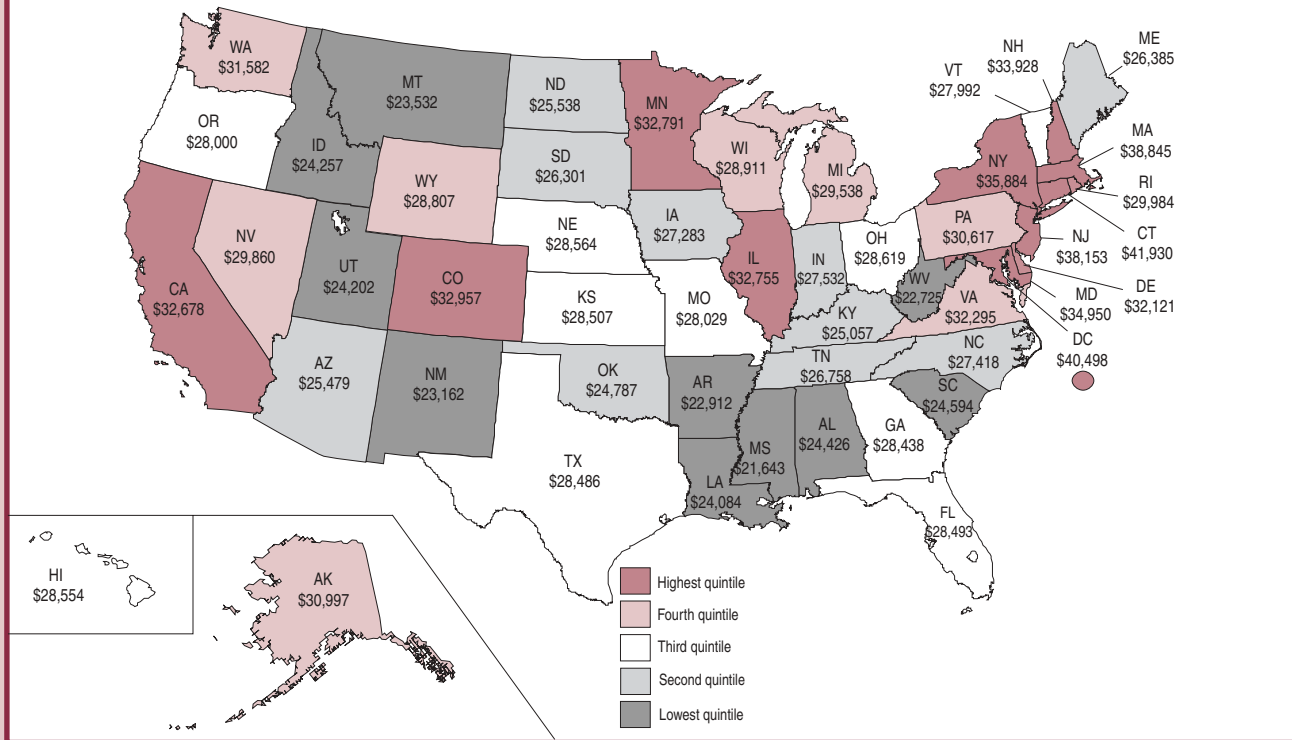 WA
$31,582
OR
$28,000
CA
$32,678
NV
$29,860
ID
$24,257
MT
$23,532
WY
$28,807
UT
$24,202
AZ
$25,479
CO
$32,957
NM
$23,162
ND
$25,538
SD
$26,301
NE
$28,564
KS
$28,507
OK
$24,787
TX
$28,486
MN
$32,791
IA
$27,283
MO
$28,029
AR
$22,912
LA
$24,084
WI
$28,911
IL
$32,755
MI
$29,538
IN
$27,532
OH
$28,619
KY
$25,057
TN
$26,758
MS
$21,643
AL
$24,426
GA
$28,438
FL
$28,493
SC
$24,594
NC
$27,418
VA
$32,295
WV
$22,725
PA
$30,617
NY
$35,884
VT
$27,992
NH
$33,928
ME
$26,385
MA
$38,845
RI
$29,984
CT
$41,930
NJ
$38,153
DE
$32,121
MD
$34,950
DC
$40,498
HI
$28,554
AK
$30,997
Highest quintile
Fourth quintile
Third quintile
Second quintile
Lowest quintile